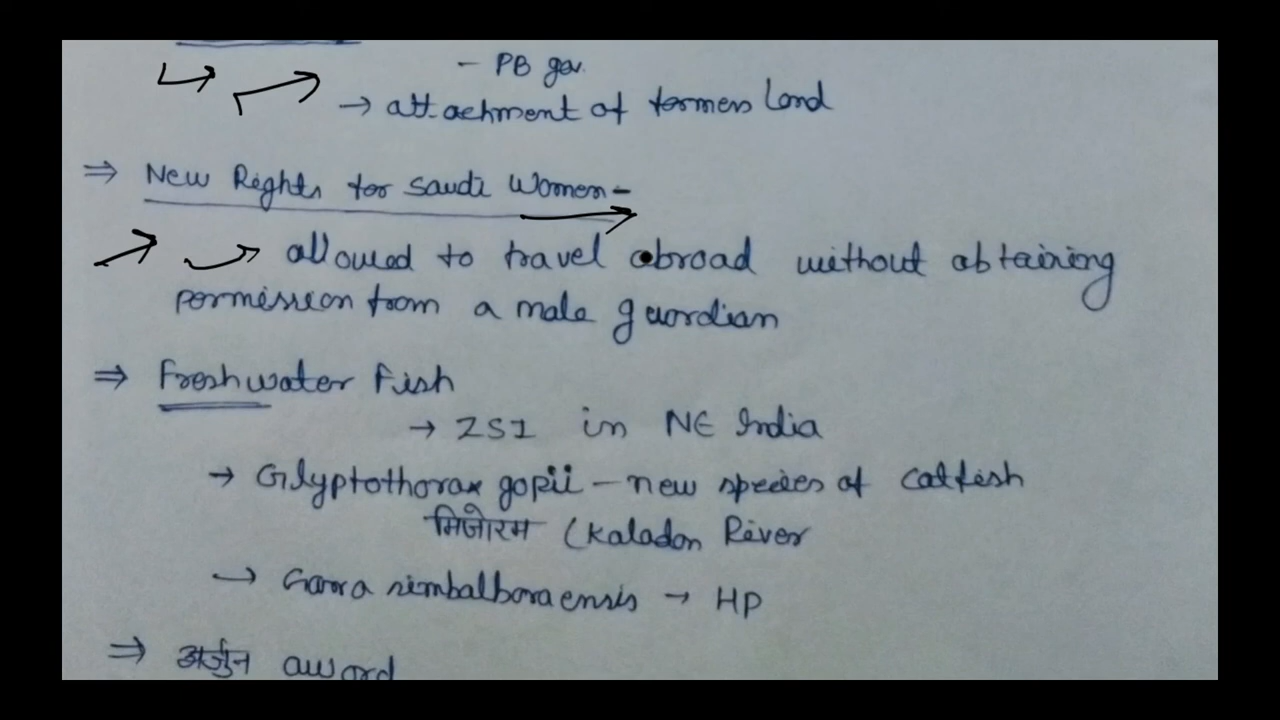 - PB gov.
→ attachment of farmers Land
⇒ New Rights for Saudi Women-
allowed to travel abroad without obtaining
permission from a male guardian
⇒ Freshwater Fish
→ ZSI in NE India
→ Glyptothorax gopii - new species of catfish
मिजोरम (Kaladan River
→ Garra simbalbaraensis → HP
⇒ अर्जुन award